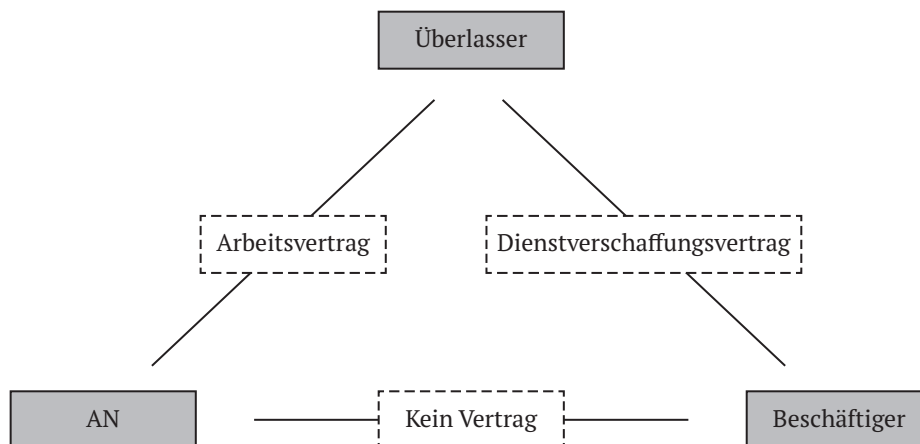 Überlasser
Arbeitsvertrag
Dienstverschaffungsvertrag
AN
Kein Vertrag
Beschäftiger